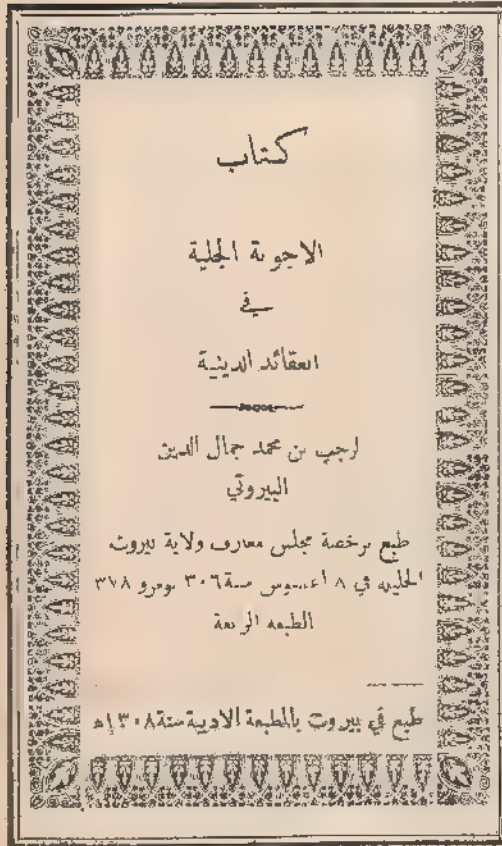 كتاب
الاجوبة الجلية
في
العقائد الدينية
لرجب بن محمد جمال الدين
البيروتي
طبع برخصة مجلس معارف ولاية بيروت
الجليله في ٨ اغسطوس سنة ٣٠٦ نومرو ٣٧٨
الطبعه الرابعة
طبع في بيروت بالمطبعة الادبية سنة ١٣٠٨ه